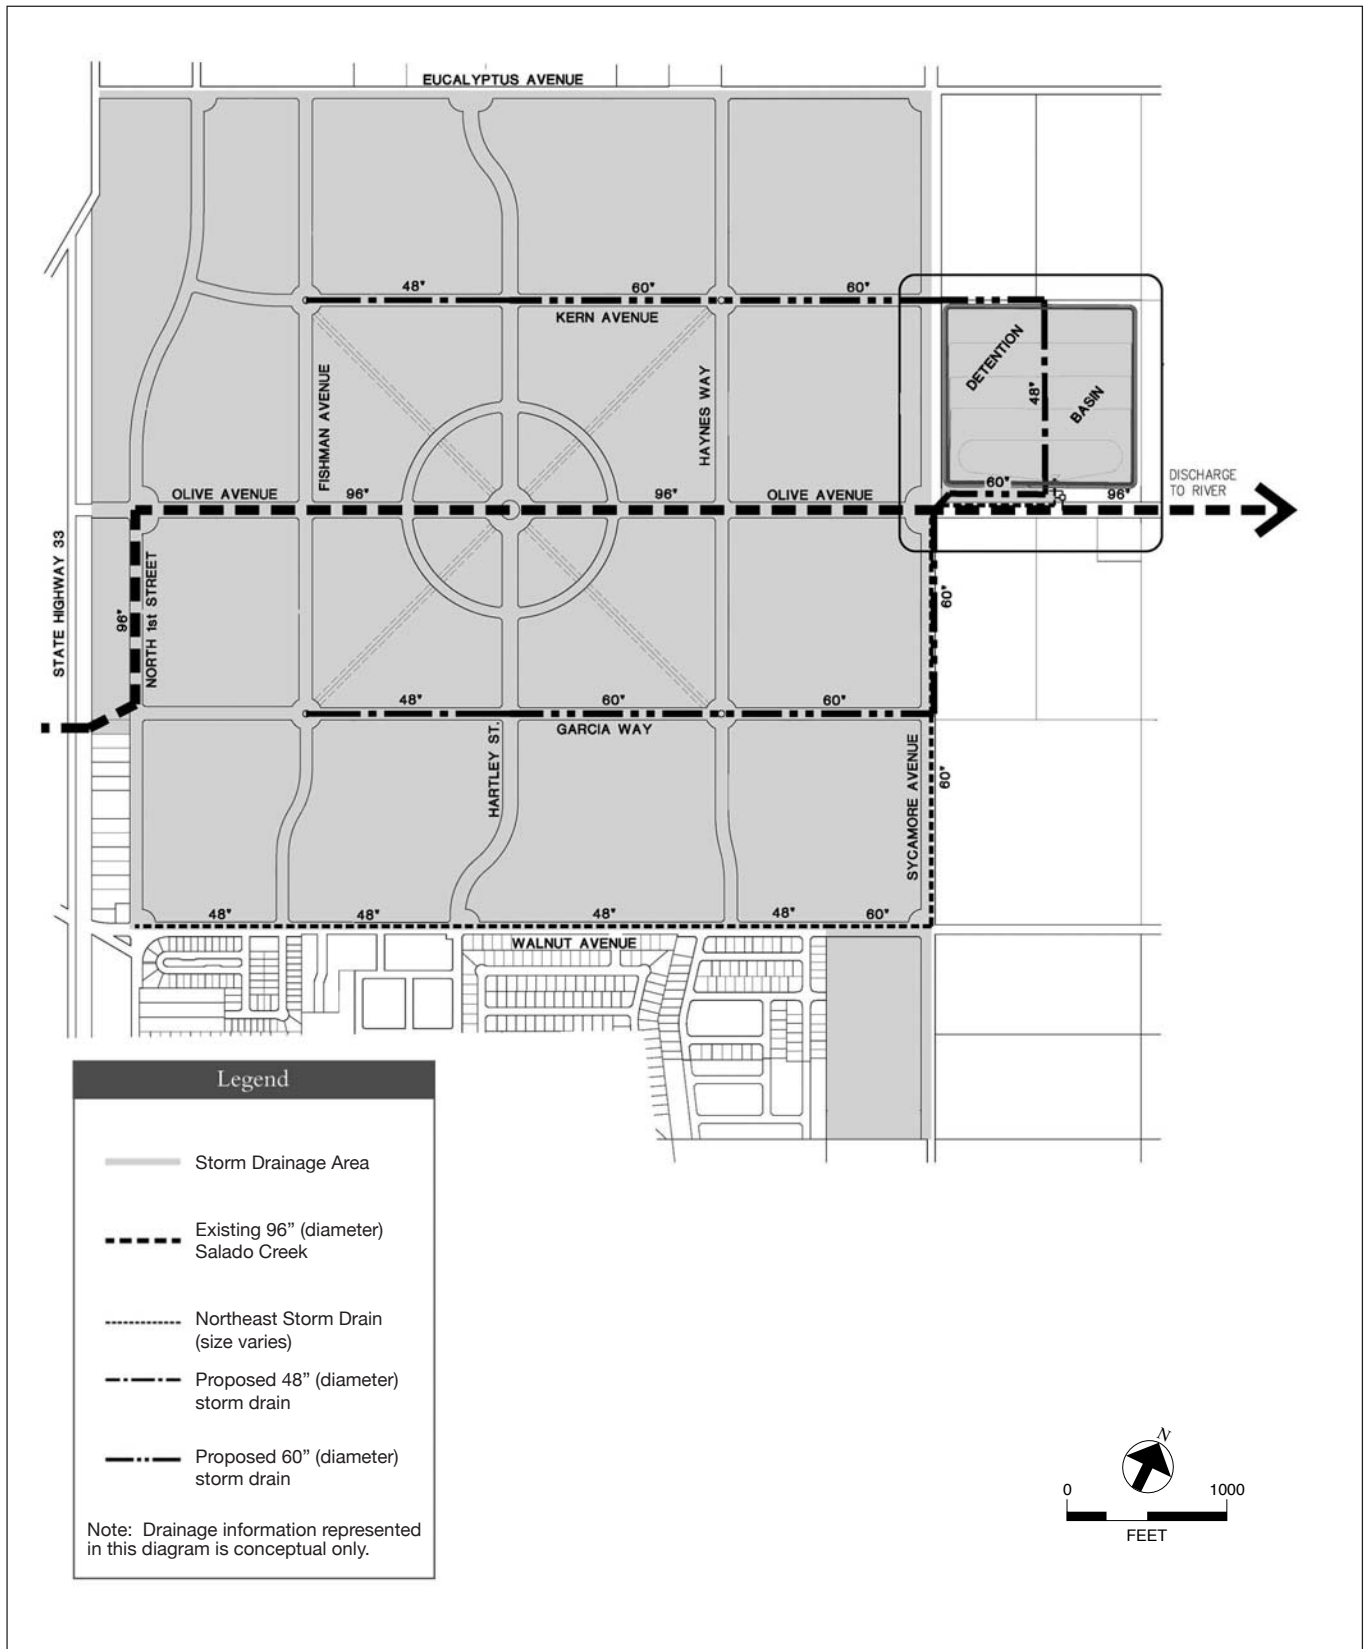 EUCALYPTUS AVENUE
48"
60"
60"
KERN AVENUE
DETENTION
BASIN
48"
FISHMAN AVENUE
HAYNES WAY
OLIVE AVENUE
96"
96"
OLIVE AVENUE
60"
96"
DISCHARGE
TO RIVER
STATE HIGHWAY 33
96"
NORTH 1st STREET
60"
48"
60"
60"
GARCIA WAY
HARTLEY ST.
SYCAMORE AVENUE
60"
48"
48"
48"
48"
60"
WALNUT AVENUE
Legend
Storm Drainage Area
Existing 96” (diameter)
Salado Creek
Northeast Storm Drain
(size varies)
Proposed 48” (diameter)
storm drain
Proposed 60” (diameter)
storm drain
Note: Drainage information represented
in this diagram is conceptual only.
N
0 1000
FEET